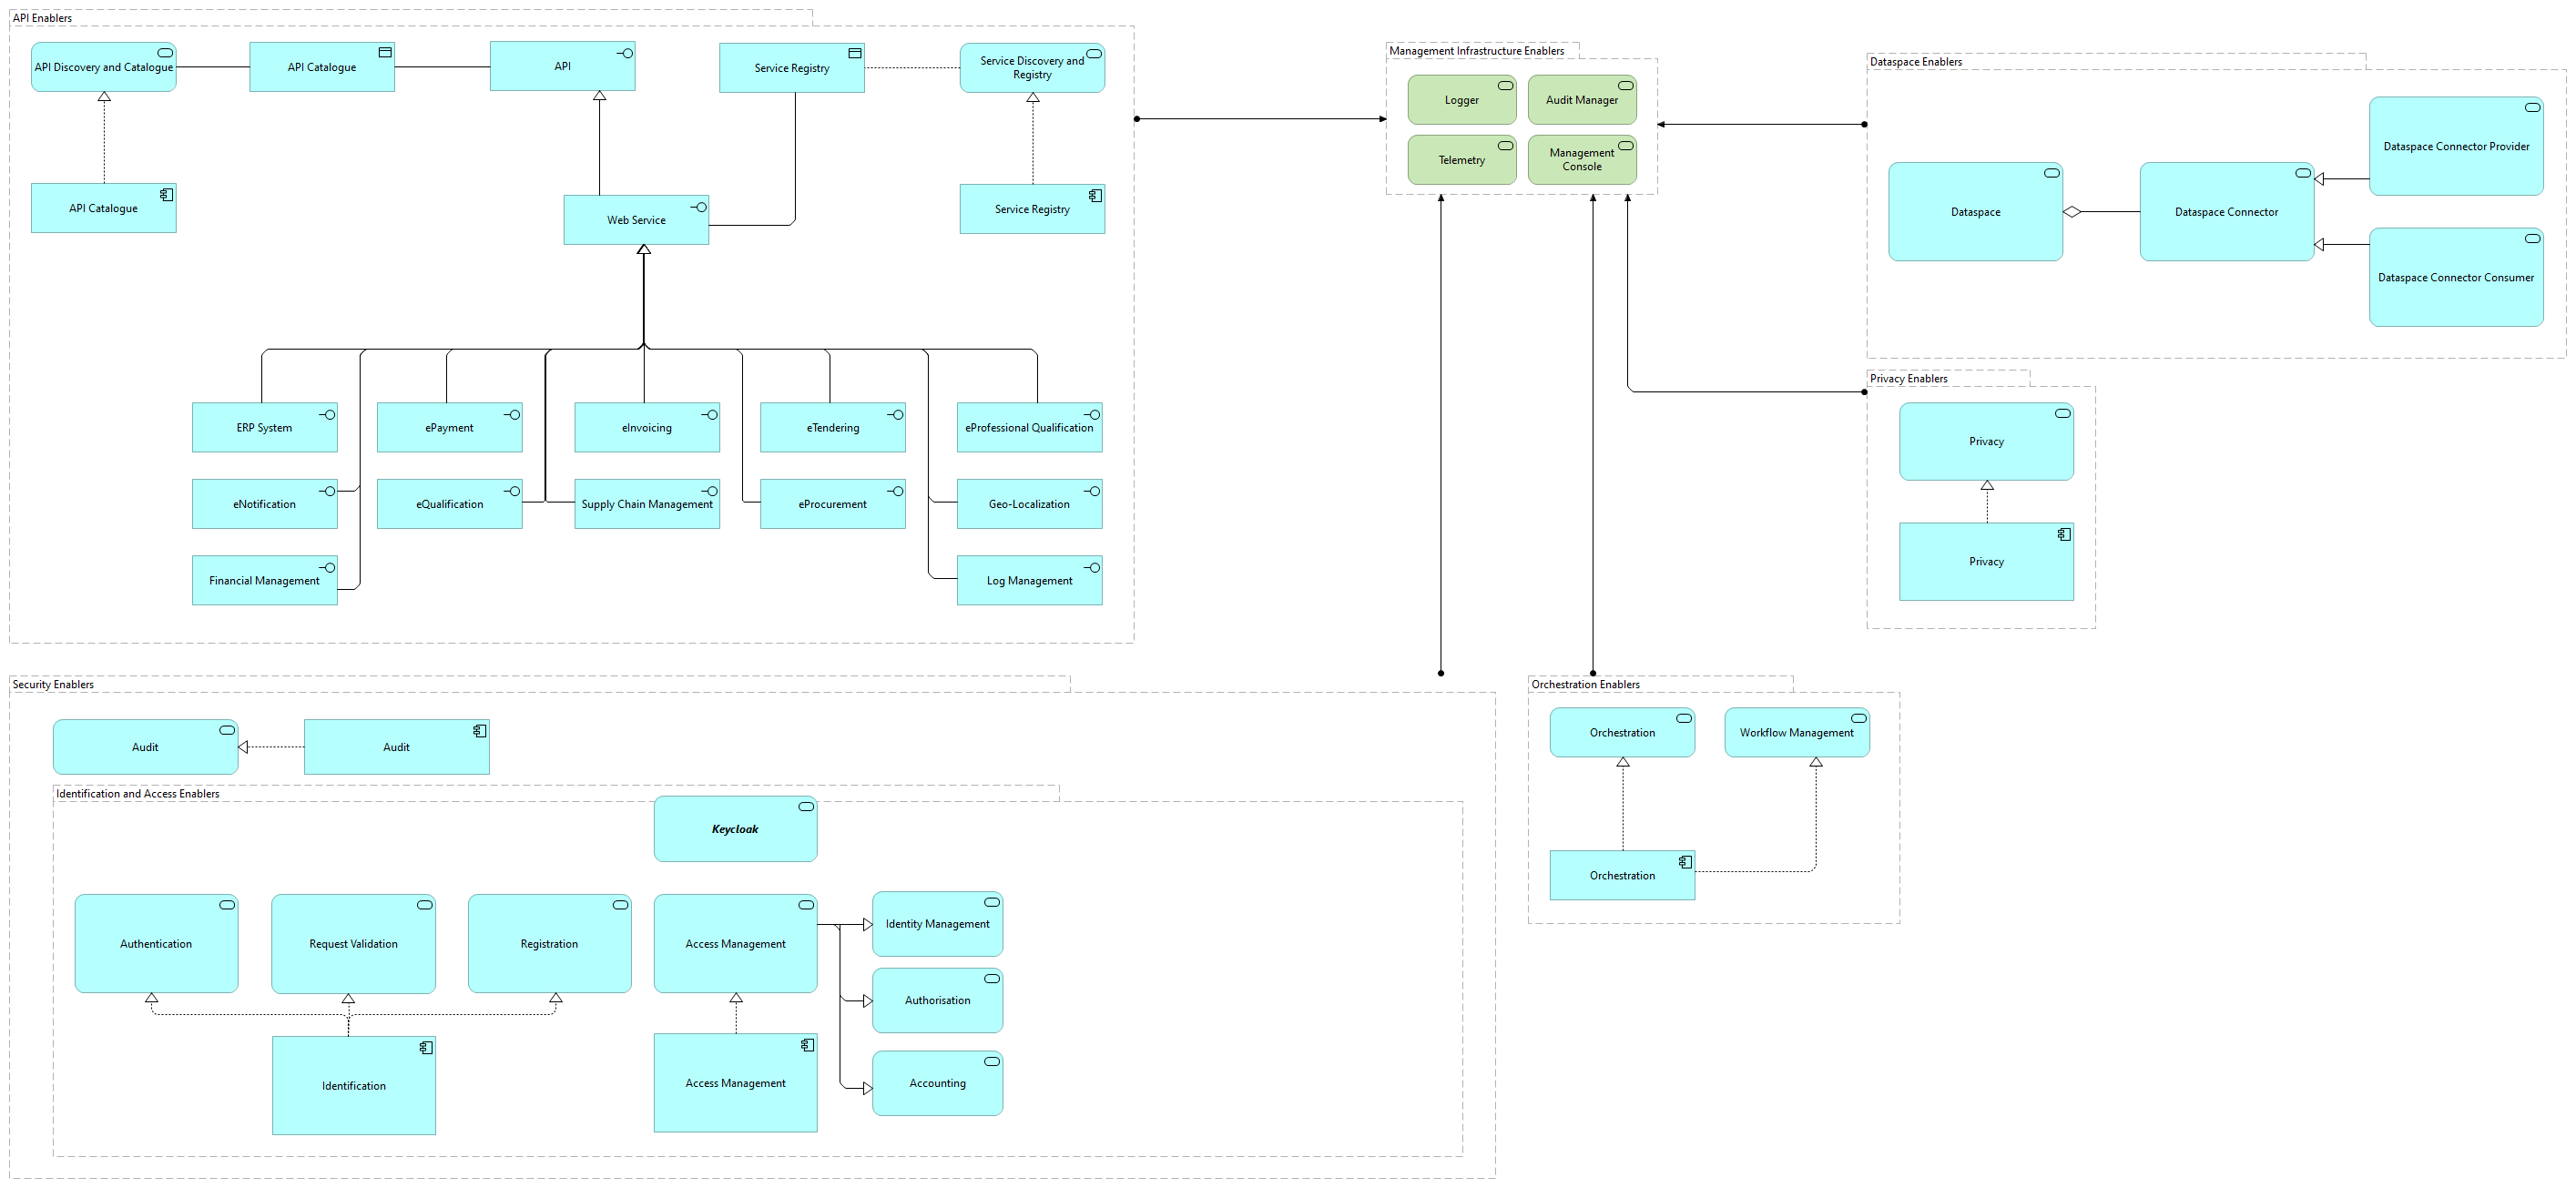 API Enablers
API Discovery and Catalogue
API Catalogue
API
Service Registry
Service Discovery and
Registry
API Catalogue
Web Service
Service Registry
ERP System
ePayment
eInvoicing
eTendering
eProfessional Qualification
eNotification
eQualification
Supply Chain Management
eProcurement
Geo-Localization
Financial Management
Log Management
Management Infrastructure Enablers
Logger
Audit Manager
Telemetry
Management
Console
Dataspace Enablers
Dataspace Connector Provider
Dataspace
Dataspace Connector
Dataspace Connector Consumer
Privacy Enablers
Privacy
Privacy
Security Enablers
Audit
Audit
Identification and Access Enablers
Keycloak
Authentication
Request Validation
Registration
Access Management
Identity Management
Authorisation
Identification
Access Management
Accounting
Orchestration Enablers
Orchestration
Workflow Management
Orchestration